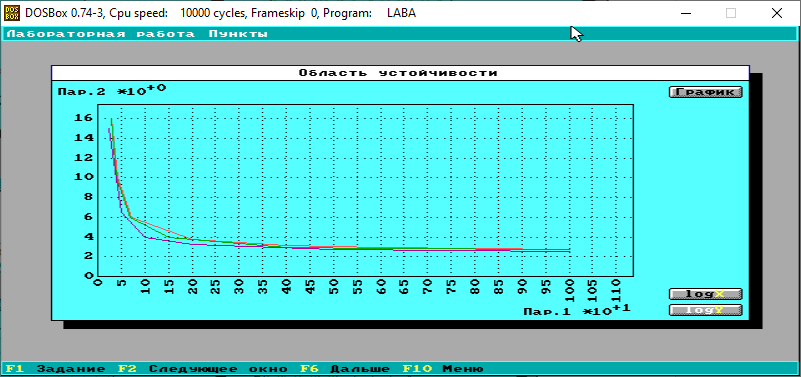 DOS BOX
DOSBox 0.74-3, Cpu speed: 10000 cycles, Frameskip 0, Program: LABA
Лабораторная работа Пункты
Область устойчивости
Пар.2 *10+0
График
16
14
12
10
8
6
4
2
0
0 5 10 15 20 25 30 35 40 45 50 55 60 65 70 75 80 85 90 95 100 105 110
logX
Пар.1 *10+1
logY
F1 Задание F2 Следующее окно F6 Дальше F10 Меню